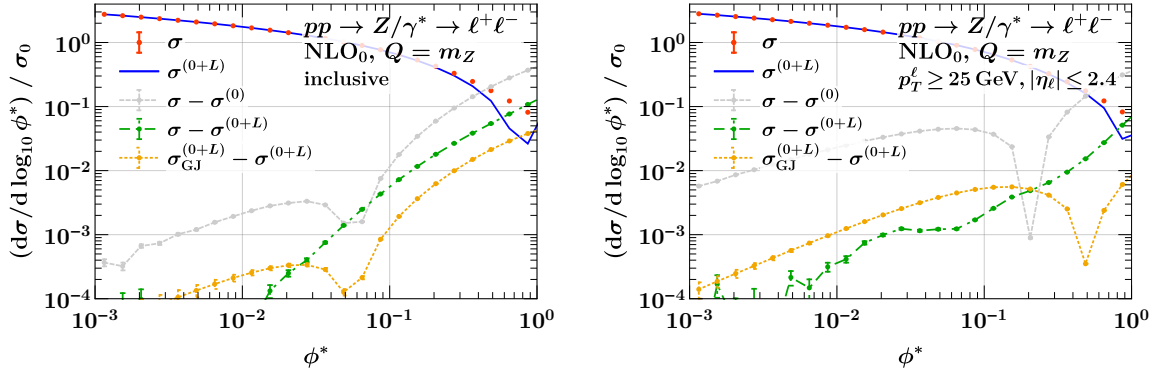 (dσ/d log₁₀ ϕ*) / σ₀
10⁰
10⁻¹
10⁻²
10⁻³
10⁻⁴
pp → Z/γ* → ℓ⁺ℓ⁻
NLO₀, Q = m_Z
inclusive
σ
σ⁽⁰⁺ᴸ⁾
σ − σ⁽⁰⁾
σ − σ⁽⁰⁺ᴸ⁾
σ_GJ⁽⁰⁺ᴸ⁾ − σ⁽⁰⁺ᴸ⁾
10⁻³ 10⁻² 10⁻¹ 10⁰
ϕ*
(dσ/d log₁₀ ϕ*) / σ₀
10⁰
10⁻¹
10⁻²
10⁻³
10⁻⁴
pp → Z/γ* → ℓ⁺ℓ⁻
NLO₀, Q = m_Z
p_T^ℓ ≥ 25 GeV, |η_ℓ| ≤ 2.4
σ
σ⁽⁰⁺ᴸ⁾
σ − σ⁽⁰⁾
σ − σ⁽⁰⁺ᴸ⁾
σ_GJ⁽⁰⁺ᴸ⁾ − σ⁽⁰⁺ᴸ⁾
10⁻³ 10⁻² 10⁻¹ 10⁰
ϕ*